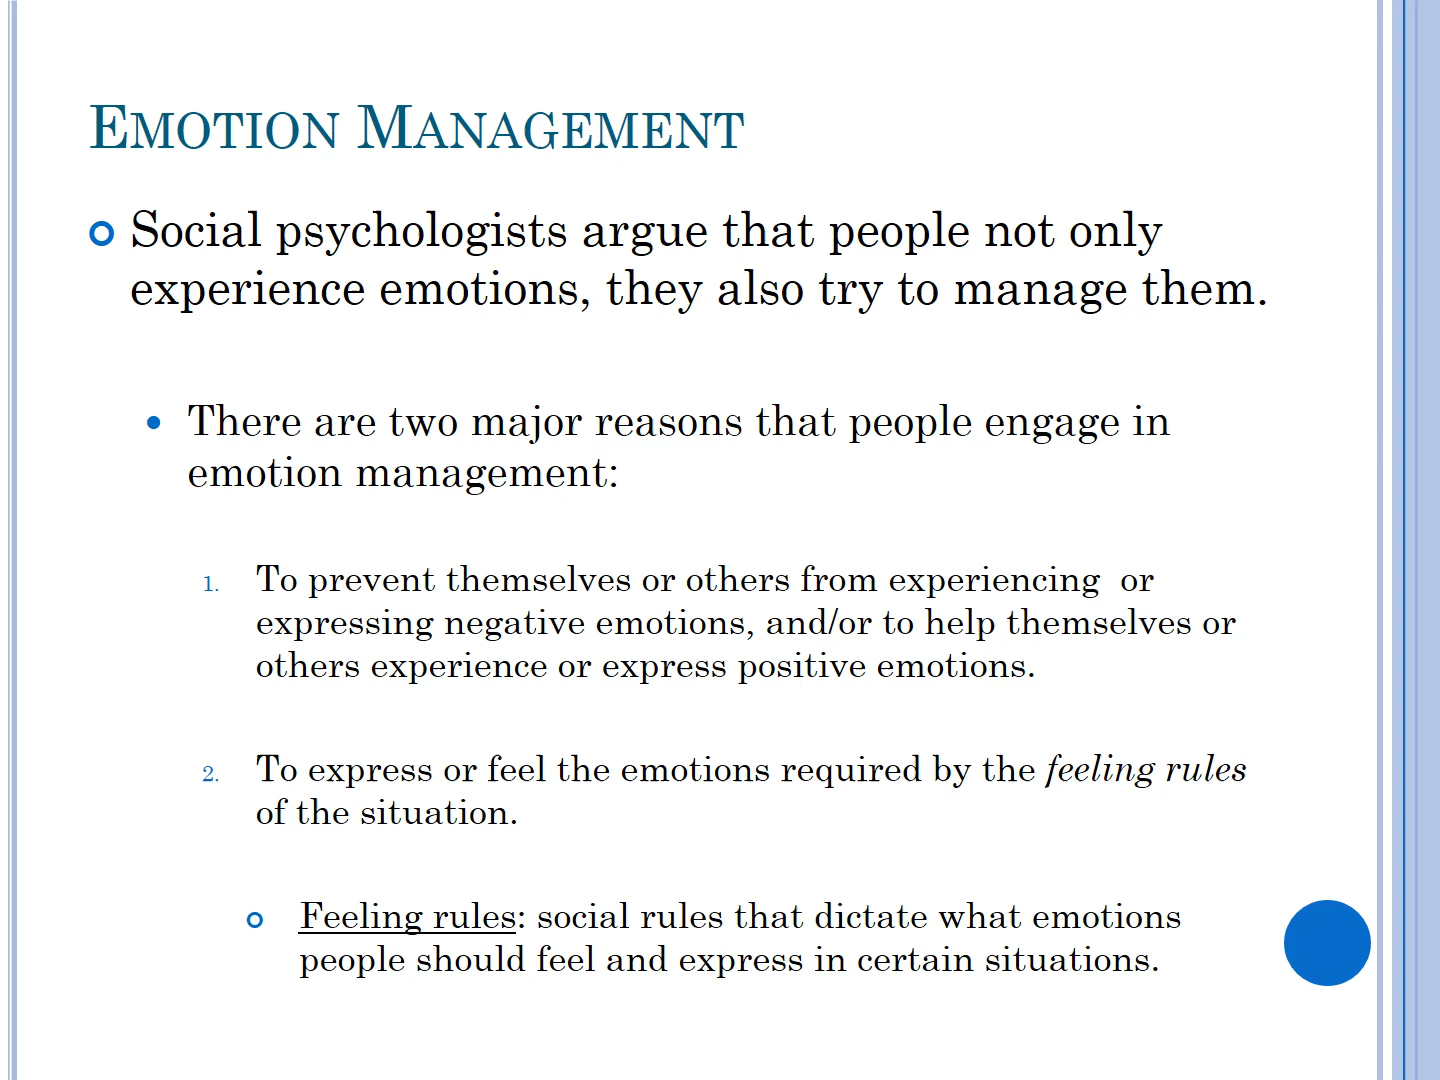 EMOTION MANAGEMENT
Social psychologists argue that people not only
experience emotions, they also try to manage them.
There are two major reasons that people engage in
emotion management:
1. To prevent themselves or others from experiencing  or
expressing negative emotions, and/or to help themselves or
others experience or express positive emotions.
2. To express or feel the emotions required by the feeling rules
of the situation.
Feeling rules: social rules that dictate what emotions
people should feel and express in certain situations.